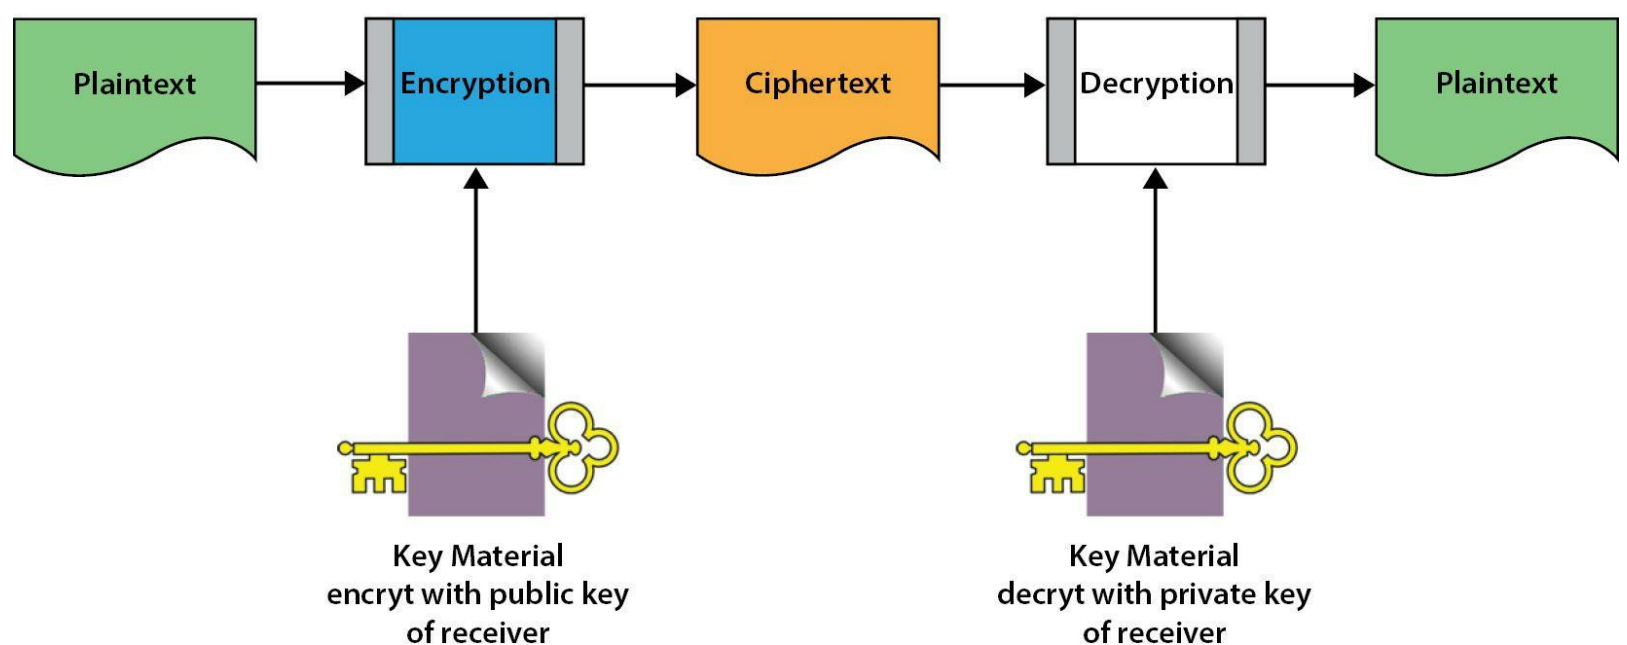 Plaintext
Encryption
Ciphertext
Decryption
Plaintext
Key Material
encryt with public key
of receiver
Key Material
decryt with private key
of receiver